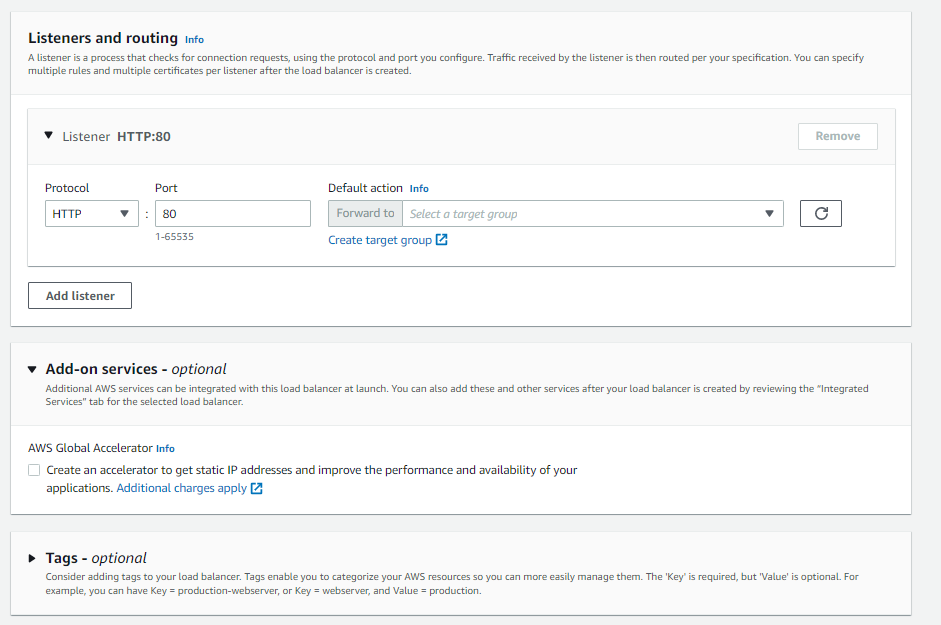 Listeners and routing Info
A listener is a process that checks for connection requests, using the protocol and port you configure. Traffic received by the listener is then routed per your specification. You can specify
multiple rules and multiple certificates per listener after the load balancer is created.
Listener HTTP:80
Remove
Protocol
Port
Default action Info
HTTP
:
80
Forward to
Select a target group
1-65535
Create target group
Add listener
Add-on services - optional
Additional AWS services can be integrated with this load balancer at launch. You can also add these and other services after your load balancer is created by reviewing the “Integrated
Services” tab for the selected load balancer.
AWS Global Accelerator Info
Create an accelerator to get static IP addresses and improve the performance and availability of your
applications. Additional charges apply
Tags - optional
Consider adding tags to your load balancer. Tags enable you to categorize your AWS resources so you can more easily manage them. The 'Key' is required, but 'Value' is optional. For
example, you can have Key = production-webserver, or Key = webserver, and Value = production.